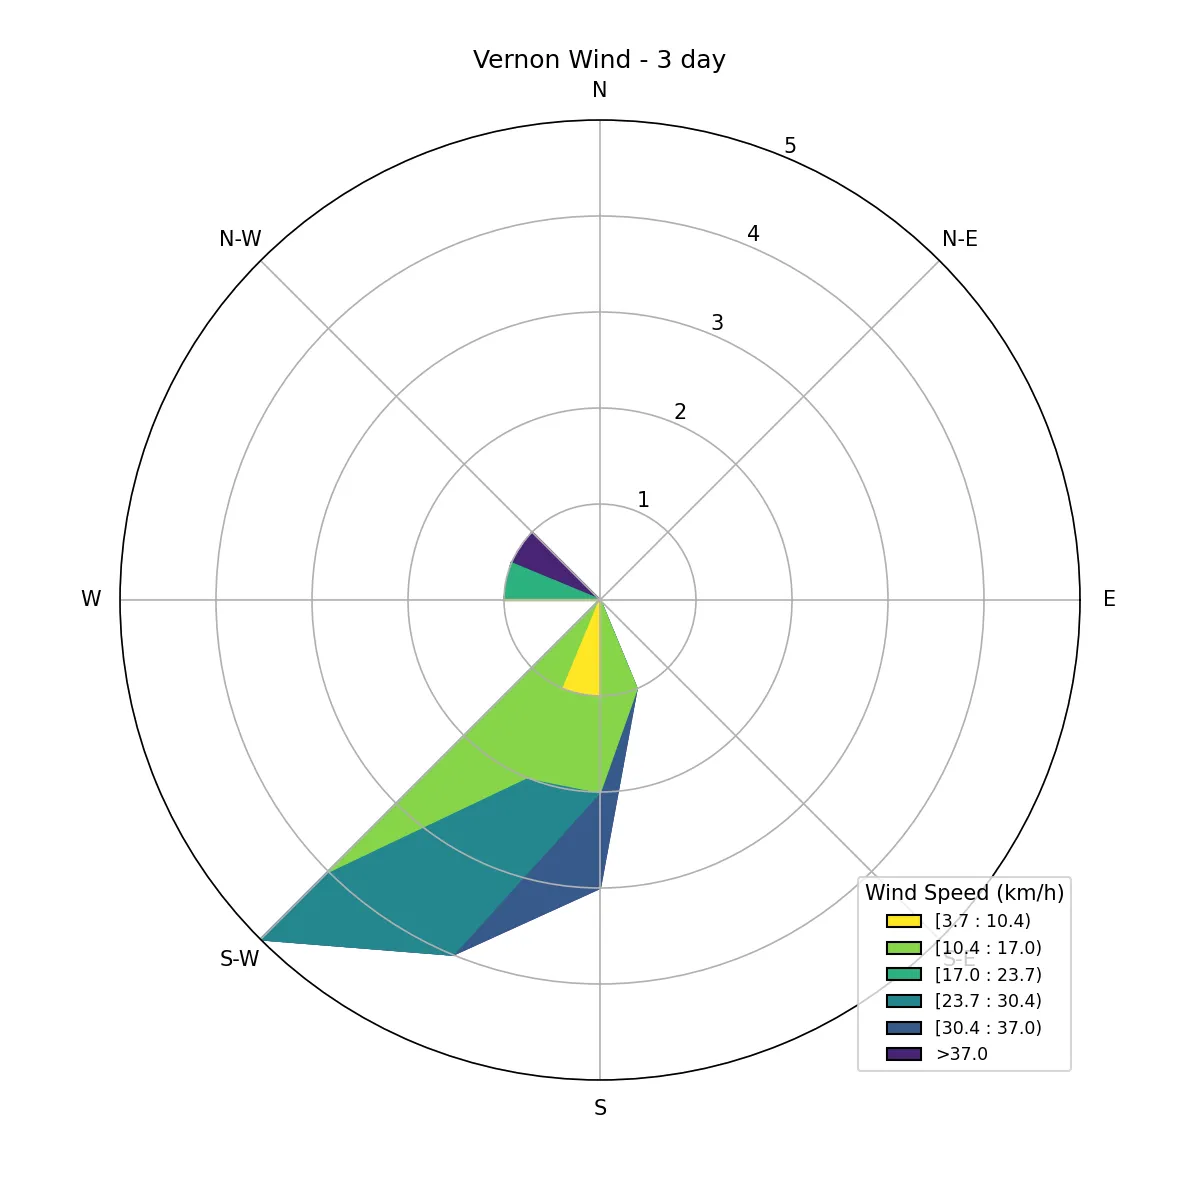 Vernon Wind - 3 day
N
5
N-W
N-E
4
3
2
1
W
E
Wind Speed (km/h)
[3.7 : 10.4)
[10.4 : 17.0)
S-W
S-E
[17.0 : 23.7)
[23.7 : 30.4)
[30.4 : 37.0)
>37.0
S